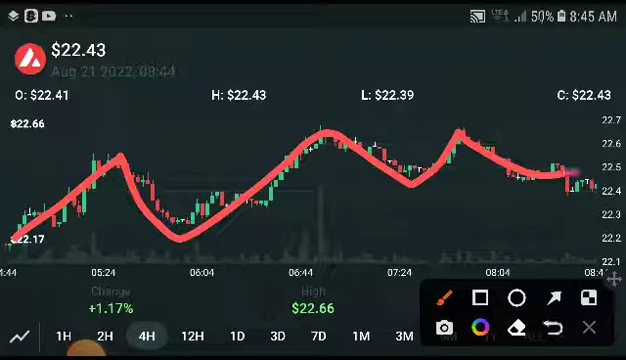 50% 8:45 AM
$22.43
Aug 21 2022, 08:44
O: $22.41 H: $22.43 L: $22.39 C: $22.43
$22.66
22.7
22.6
22.5
22.4
22.3
22.2
22.1
$22.17
:44 05:24 06:04 06:44 07:24 08:04 08:4
Change High
+1.17% $22.66
1H 2H 4H 12H 1D 3D 7D 1M 3M